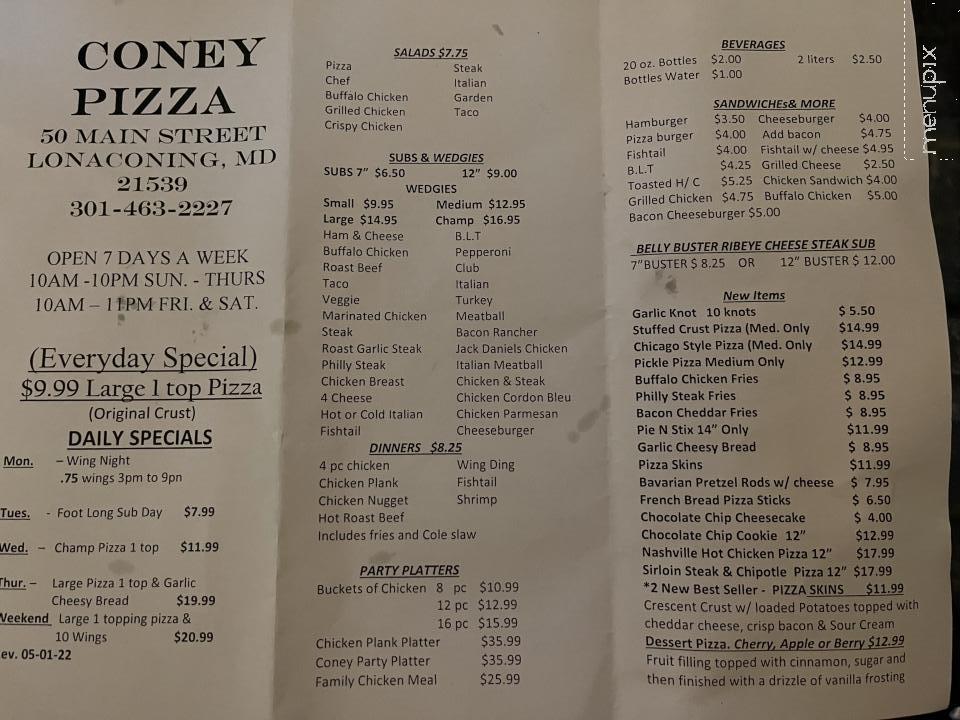 CONEY
PIZZA
50 MAIN STREET
LONACONING, MD
21539
301-463-2227
OPEN 7 DAYS A WEEK
10AM -10PM SUN. - THURS
10AM – 11PM FRI. & SAT.
(Everyday Special)
$9.99 Large 1 top Pizza
(Original Crust)
DAILY SPECIALS
Mon. – Wing Night
.75 wings 3pm to 9pn
Tues. - Foot Long Sub Day $7.99
Wed. – Champ Pizza 1 top $11.99
Thur. – Large Pizza 1 top & Garlic
Cheesy Bread $19.99
Weekend Large 1 topping pizza &
10 Wings $20.99
ev. 05-01-22
SALADS $7.75
Pizza Steak
Chef Italian
Buffalo Chicken Garden
Grilled Chicken Taco
Crispy Chicken
SUBS & WEDGIES
SUBS 7" $6.50 12" $9.00
WEDGIES
Small $9.95 Medium $12.95
Large $14.95 Champ $16.95
Ham & Cheese B.L.T
Buffalo Chicken Pepperoni
Roast Beef Club
Taco Italian
Veggie Turkey
Marinated Chicken Meatball
Steak Bacon Rancher
Roast Garlic Steak Jack Daniels Chicken
Philly Steak Italian Meatball
Chicken Breast Chicken & Steak
4 Cheese Chicken Cordon Bleu
Hot or Cold Italian Chicken Parmesan
Fishtail Cheeseburger
DINNERS $8.25
4 pc chicken Wing Ding
Chicken Plank Fishtail
Chicken Nugget Shrimp
Hot Roast Beef
Includes fries and Cole slaw
PARTY PLATTERS
Buckets of Chicken 8 pc $10.99
12 pc $12.99
16 pc $15.99
Chicken Plank Platter $35.99
Coney Party Platter $35.99
Family Chicken Meal $25.99
BEVERAGES
20 oz. Bottles $2.00 2 liters $2.50
Bottles Water $1.00
SANDWICHEs& MORE
Hamburger $3.50 Cheeseburger $4.00
Pizza burger $4.00 Add bacon $4.75
Fishtail $4.00 Fishtail w/ cheese $4.95
B.L.T $4.25 Grilled Cheese $2.50
Toasted H/ C $5.25 Chicken Sandwich $4.00
Grilled Chicken $4.75 Buffalo Chicken $5.00
Bacon Cheeseburger $5.00
BELLY BUSTER RIBEYE CHEESE STEAK SUB
7"BUSTER $ 8.25 OR 12" BUSTER $ 12.00
New Items
Garlic Knot 10 knots $ 5.50
Stuffed Crust Pizza (Med. Only $14.99
Chicago Style Pizza (Med. Only $14.99
Pickle Pizza Medium Only $12.99
Buffalo Chicken Fries $ 8.95
Philly Steak Fries $ 8.95
Bacon Cheddar Fries $ 8.95
Pie N Stix 14" Only $11.99
Garlic Cheesy Bread $ 8.95
Pizza Skins $11.99
Bavarian Pretzel Rods w/ cheese $ 7.95
French Bread Pizza Sticks $ 6.50
Chocolate Chip Cheesecake $ 4.00
Chocolate Chip Cookie 12" $12.99
Nashville Hot Chicken Pizza 12" $17.99
Sirloin Steak & Chipotle Pizza 12" $17.99
*2 New Best Seller - PIZZA SKINS $11.99
Crescent Crust w/ loaded Potatoes topped with
cheddar cheese, crisp bacon & Sour Cream
Dessert Pizza. Cherry, Apple or Berry $12.99
Fruit filling topped with cinnamon, sugar and
then finished with a drizzle of vanilla frosting
menupix